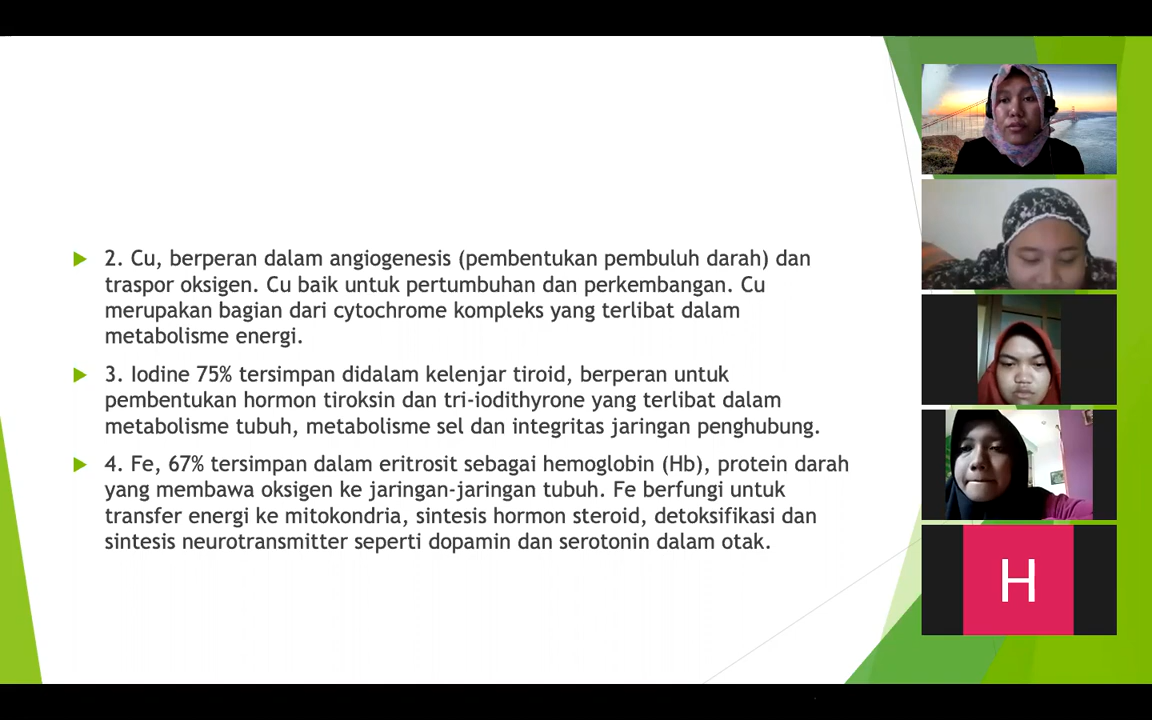 2. Cu, berperan dalam angiogenesis (pembentukan pembuluh darah) dan
traspor oksigen. Cu baik untuk pertumbuhan dan perkembangan. Cu
merupakan bagian dari cytochrome kompleks yang terlibat dalam
metabolisme energi.
3. Iodine 75% tersimpan didalam kelenjar tiroid, berperan untuk
pembentukan hormon tiroksin dan tri-iodithyrone yang terlibat dalam
metabolisme tubuh, metabolisme sel dan integritas jaringan penghubung.
4. Fe, 67% tersimpan dalam eritrosit sebagai hemoglobin (Hb), protein darah
yang membawa oksigen ke jaringan-jaringan tubuh. Fe berfungi untuk
transfer energi ke mitokondria, sintesis hormon steroid, detoksifikasi dan
sintesis neurotransmitter seperti dopamin dan serotonin dalam otak.
H